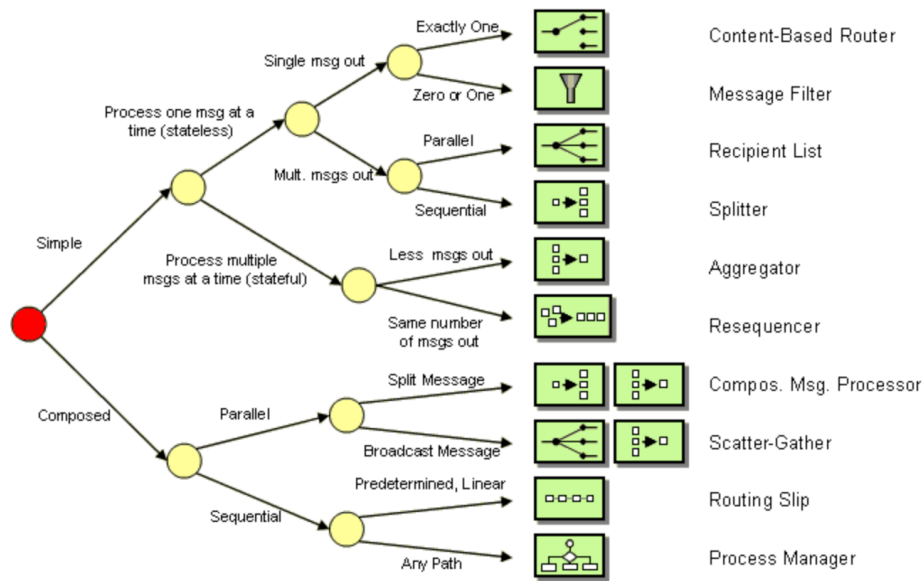 Exactly One
Content-Based Router
Single msg out
Zero or One
Message Filter
Process one msg at a
time (stateless)
Parallel
Recipient List
Mult. msgs out
Sequential
Splitter
Simple
Process multiple
msgs at a time (stateful)
Less msgs out
Aggregator
Same number
of msgs out
Resequencer
Split Message
Compos. Msg. Processor
Composed
Parallel
Broadcast Message
Scatter-Gather
Predetermined, Linear
Routing Slip
Sequential
Any Path
Process Manager